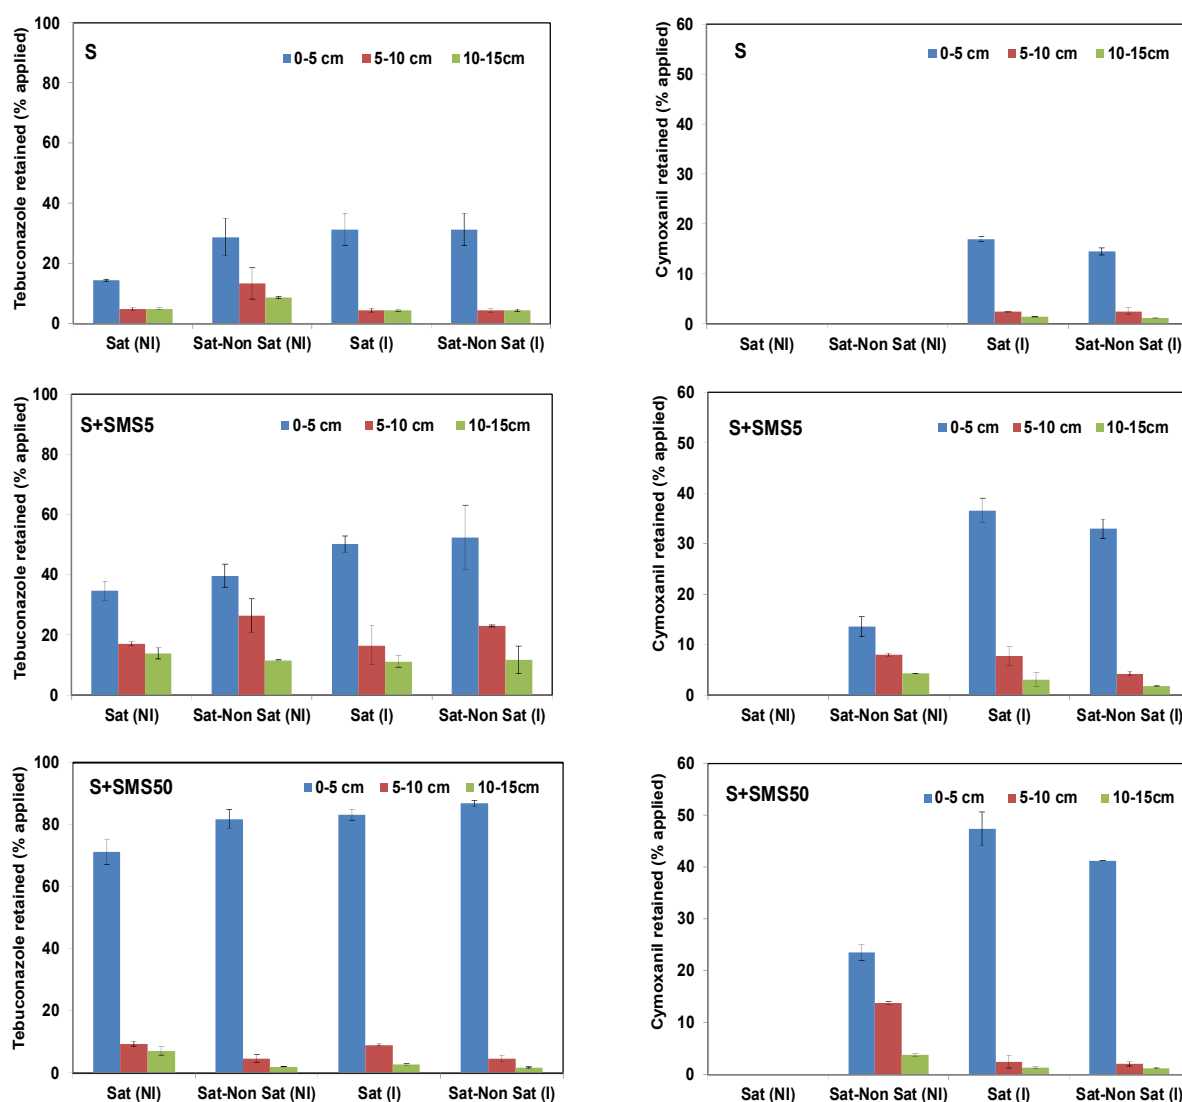 Tebuconazole retained (% applied)
100
80
60
40
20
0
S
0-5 cm 5-10 cm 10-15cm
Sat (NI) Sat-Non Sat (NI) Sat (I) Sat-Non Sat (I)
Cymoxanil retained (% applied)
60
50
40
30
20
10
0
S
0-5 cm 5-10 cm 10-15cm
Sat (NI) Sat-Non Sat (NI) Sat (I) Sat-Non Sat (I)
Tebuconazole retained (% applied)
100
80
60
40
20
0
S+SMS5
0-5 cm 5-10 cm 10-15cm
Sat (NI) Sat-Non Sat (NI) Sat (I) Sat-Non Sat (I)
Cymoxanil retained (% applied)
60
50
40
30
20
10
0
S+SMS5
0-5 cm 5-10 cm 10-15cm
Sat (NI) Sat-Non Sat (NI) Sat (I) Sat-Non Sat (I)
Tebuconazole retained (% applied)
100
80
60
40
20
0
S+SMS50
0-5 cm 5-10 cm 10-15cm
Sat (NI) Sat-Non Sat (NI) Sat (I) Sat-Non Sat (I)
Cymoxanil retained (% applied)
60
50
40
30
20
10
0
S+SMS50
0-5 cm 5-10 cm 10-15cm
Sat (NI) Sat-Non Sat (NI) Sat (I) Sat-Non Sat (I)